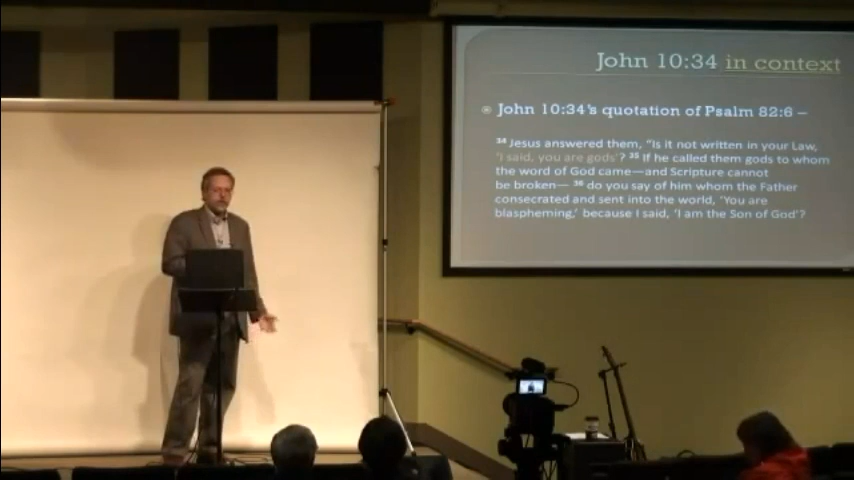 John 10:34 in context
John 10:34's quotation of Psalm 82:6 –
34 Jesus answered them, “Is it not written in your Law,
‘I said, you are gods’? 35 If he called them gods to whom
the word of God came—and Scripture cannot
be broken— 36 do you say of him whom the Father
consecrated and sent into the world, ‘You are
blaspheming,’ because I said, ‘I am the Son of God’?